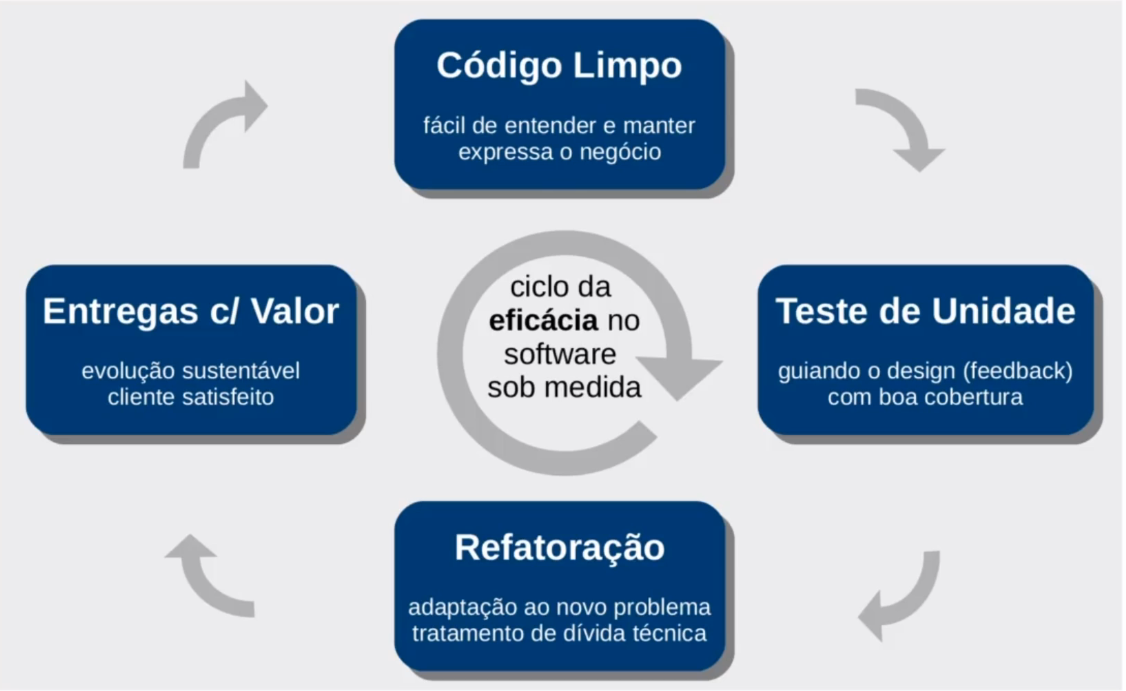 Código Limpo
fácil de entender e manter
expressa o negócio
Entregas c/ Valor
evolução sustentável
cliente satisfeito
ciclo da
eficácia no
software
sob medida
Teste de Unidade
guiando o design (feedback)
com boa cobertura
Refatoração
adaptação ao novo problema
tratamento de dívida técnica